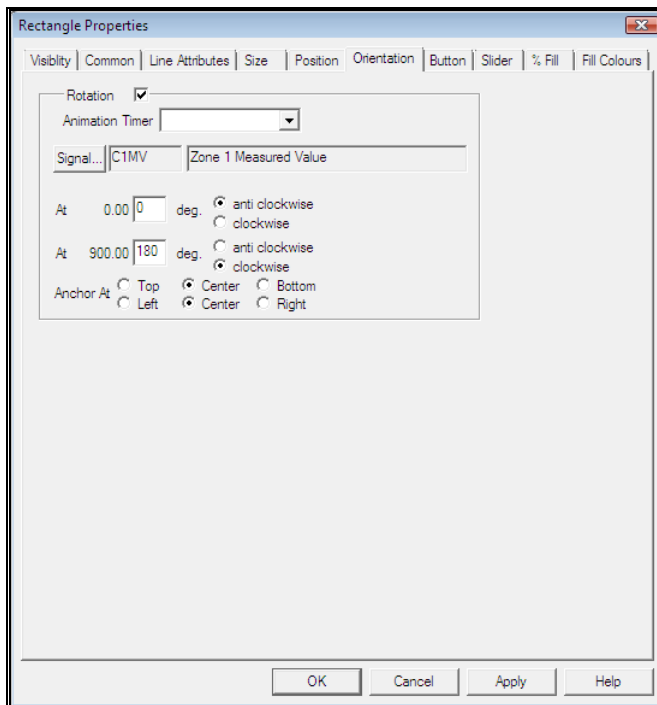 Rectangle Properties
Visiblity Common Line Attributes Size Position Orientation Button Slider % Fill Fill Colours
Rotation
Animation Timer
Signal... C1MV Zone 1 Measured Value
At 0.00 0 deg. anti clockwise
clockwise
At 900.00 180 deg. anti clockwise
clockwise
Anchor At Top Center Bottom
Left Center Right
OK Cancel Apply Help